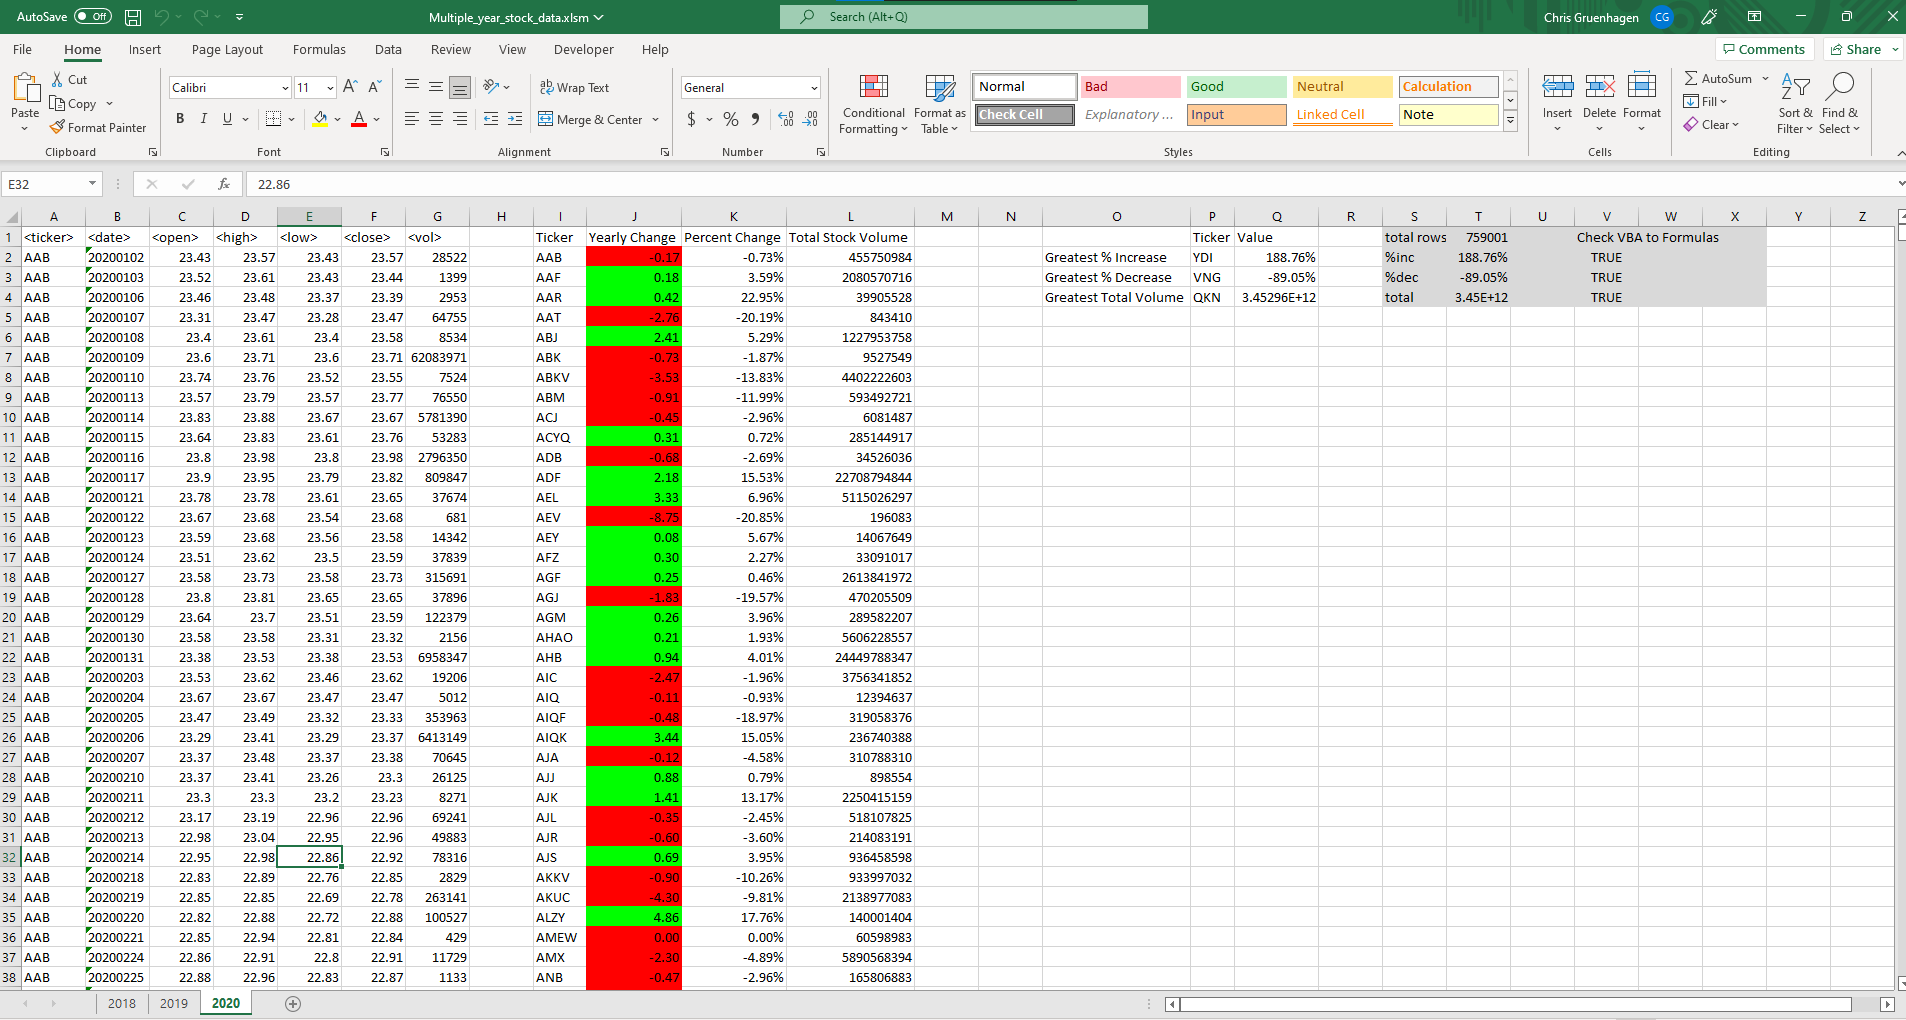 AutoSave Off Multiple_year_stock_data.xlsm Search (Alt+Q) Chris Gruenhagen CG
File Home Insert Page Layout Formulas Data Review View Developer Help Comments Share
Paste Cut Copy Format Painter Clipboard
Calibri 11 B I U A Font
Wrap Text Merge & Center Alignment
General $ % Number
Conditional Formatting Format as Table
Normal Bad Good Neutral Calculation
Check Cell Explanatory ... Input Linked Cell Note
Styles
Insert Delete Format Cells
AutoSum Fill Clear Sort & Filter Find & Select Editing
E32 fx 22.86
A B C D E F G H I J K L M N O P Q R S T U V W X Y Z
1 <ticker> <date> <open> <high> <low> <close> <vol> Ticker Yearly Change Percent Change Total Stock Volume Ticker Value total rows 759001 Check VBA to Formulas
2 AAB 20200102 23.43 23.57 23.43 23.57 28522 AAB -0.17 -0.73% 455750984 Greatest % Increase YDI 188.76% %inc 188.76% TRUE
3 AAB 20200103 23.52 23.61 23.43 23.44 1399 AAF 0.18 3.59% 2080570716 Greatest % Decrease VNG -89.05% %dec -89.05% TRUE
4 AAB 20200106 23.46 23.48 23.37 23.39 2953 AAR 0.42 22.95% 39905528 Greatest Total Volume QKN 3.45296E+12 total 3.45E+12 TRUE
5 AAB 20200107 23.31 23.47 23.28 23.47 64755 AAT -2.76 -20.19% 843410
6 AAB 20200108 23.4 23.61 23.4 23.58 8534 ABJ 2.41 5.29% 1227953758
7 AAB 20200109 23.6 23.71 23.6 23.71 62083971 ABK -0.73 -1.87% 9527549
8 AAB 20200110 23.74 23.76 23.52 23.55 7524 ABKV -3.53 -13.83% 4402222603
9 AAB 20200113 23.57 23.79 23.57 23.77 76550 ABM -0.91 -11.99% 593492721
10 AAB 20200114 23.83 23.88 23.67 23.67 5781390 ACJ -0.45 -2.96% 6081487
11 AAB 20200115 23.64 23.83 23.61 23.76 53283 ACYQ 0.31 0.72% 285144917
12 AAB 20200116 23.8 23.98 23.8 23.98 2796350 ADB -0.68 -2.69% 34526036
13 AAB 20200117 23.9 23.95 23.79 23.82 809847 ADF 2.18 15.53% 22708794844
14 AAB 20200121 23.78 23.78 23.61 23.65 37674 AEL 3.33 6.96% 5115026297
15 AAB 20200122 23.67 23.68 23.54 23.68 681 AEV -8.75 -20.85% 196083
16 AAB 20200123 23.59 23.68 23.56 23.58 14342 AEY 0.08 5.67% 14067649
17 AAB 20200124 23.51 23.62 23.5 23.59 37839 AFZ 0.30 2.27% 33091017
18 AAB 20200127 23.58 23.73 23.58 23.73 315691 AGF 0.25 0.46% 2613841972
19 AAB 20200128 23.8 23.81 23.65 23.65 37896 AGJ -1.83 -19.57% 470205509
20 AAB 20200129 23.64 23.7 23.51 23.59 122379 AGM 0.26 3.96% 289582207
21 AAB 20200130 23.58 23.58 23.31 23.32 2156 AHAO 0.21 1.93% 5606228557
22 AAB 20200131 23.38 23.53 23.38 23.53 6958347 AHB 0.94 4.01% 24449788347
23 AAB 20200203 23.53 23.62 23.46 23.62 19206 AIC -2.47 -1.96% 3756341852
24 AAB 20200204 23.67 23.67 23.47 23.47 5012 AIQ -0.11 -0.93% 12394637
25 AAB 20200205 23.47 23.49 23.32 23.33 353963 AIQF -0.48 -18.97% 319058376
26 AAB 20200206 23.29 23.41 23.29 23.37 6413149 AIQK 3.44 15.05% 236740388
27 AAB 20200207 23.37 23.48 23.37 23.38 70645 AJA -0.12 -4.58% 310788310
28 AAB 20200210 23.37 23.41 23.26 23.3 26125 AJJ 0.88 0.79% 898554
29 AAB 20200211 23.3 23.3 23.2 23.23 8271 AJK 1.41 13.17% 2250415159
30 AAB 20200212 23.17 23.19 22.96 22.96 69241 AJL -0.35 -2.45% 518107825
31 AAB 20200213 22.98 23.04 22.95 22.96 49883 AJR -0.60 -3.60% 214083191
32 AAB 20200214 22.95 22.98 22.86 22.92 78316 AJS 0.69 3.95% 936458598
33 AAB 20200218 22.83 22.89 22.76 22.85 2829 AKKV -0.90 -10.26% 933997032
34 AAB 20200219 22.85 22.85 22.69 22.78 263141 AKUC -4.30 -9.81% 2138977083
35 AAB 20200220 22.82 22.88 22.72 22.88 100527 ALZY 4.86 17.76% 140001404
36 AAB 20200221 22.85 22.94 22.81 22.84 429 AMEW 0.00 0.00% 60598983
37 AAB 20200224 22.86 22.91 22.8 22.91 11729 AMX -2.30 -4.89% 5890568394
38 AAB 20200225 22.88 22.96 22.83 22.87 1133 ANB -0.47 -2.96% 165806883
2018 2019 2020